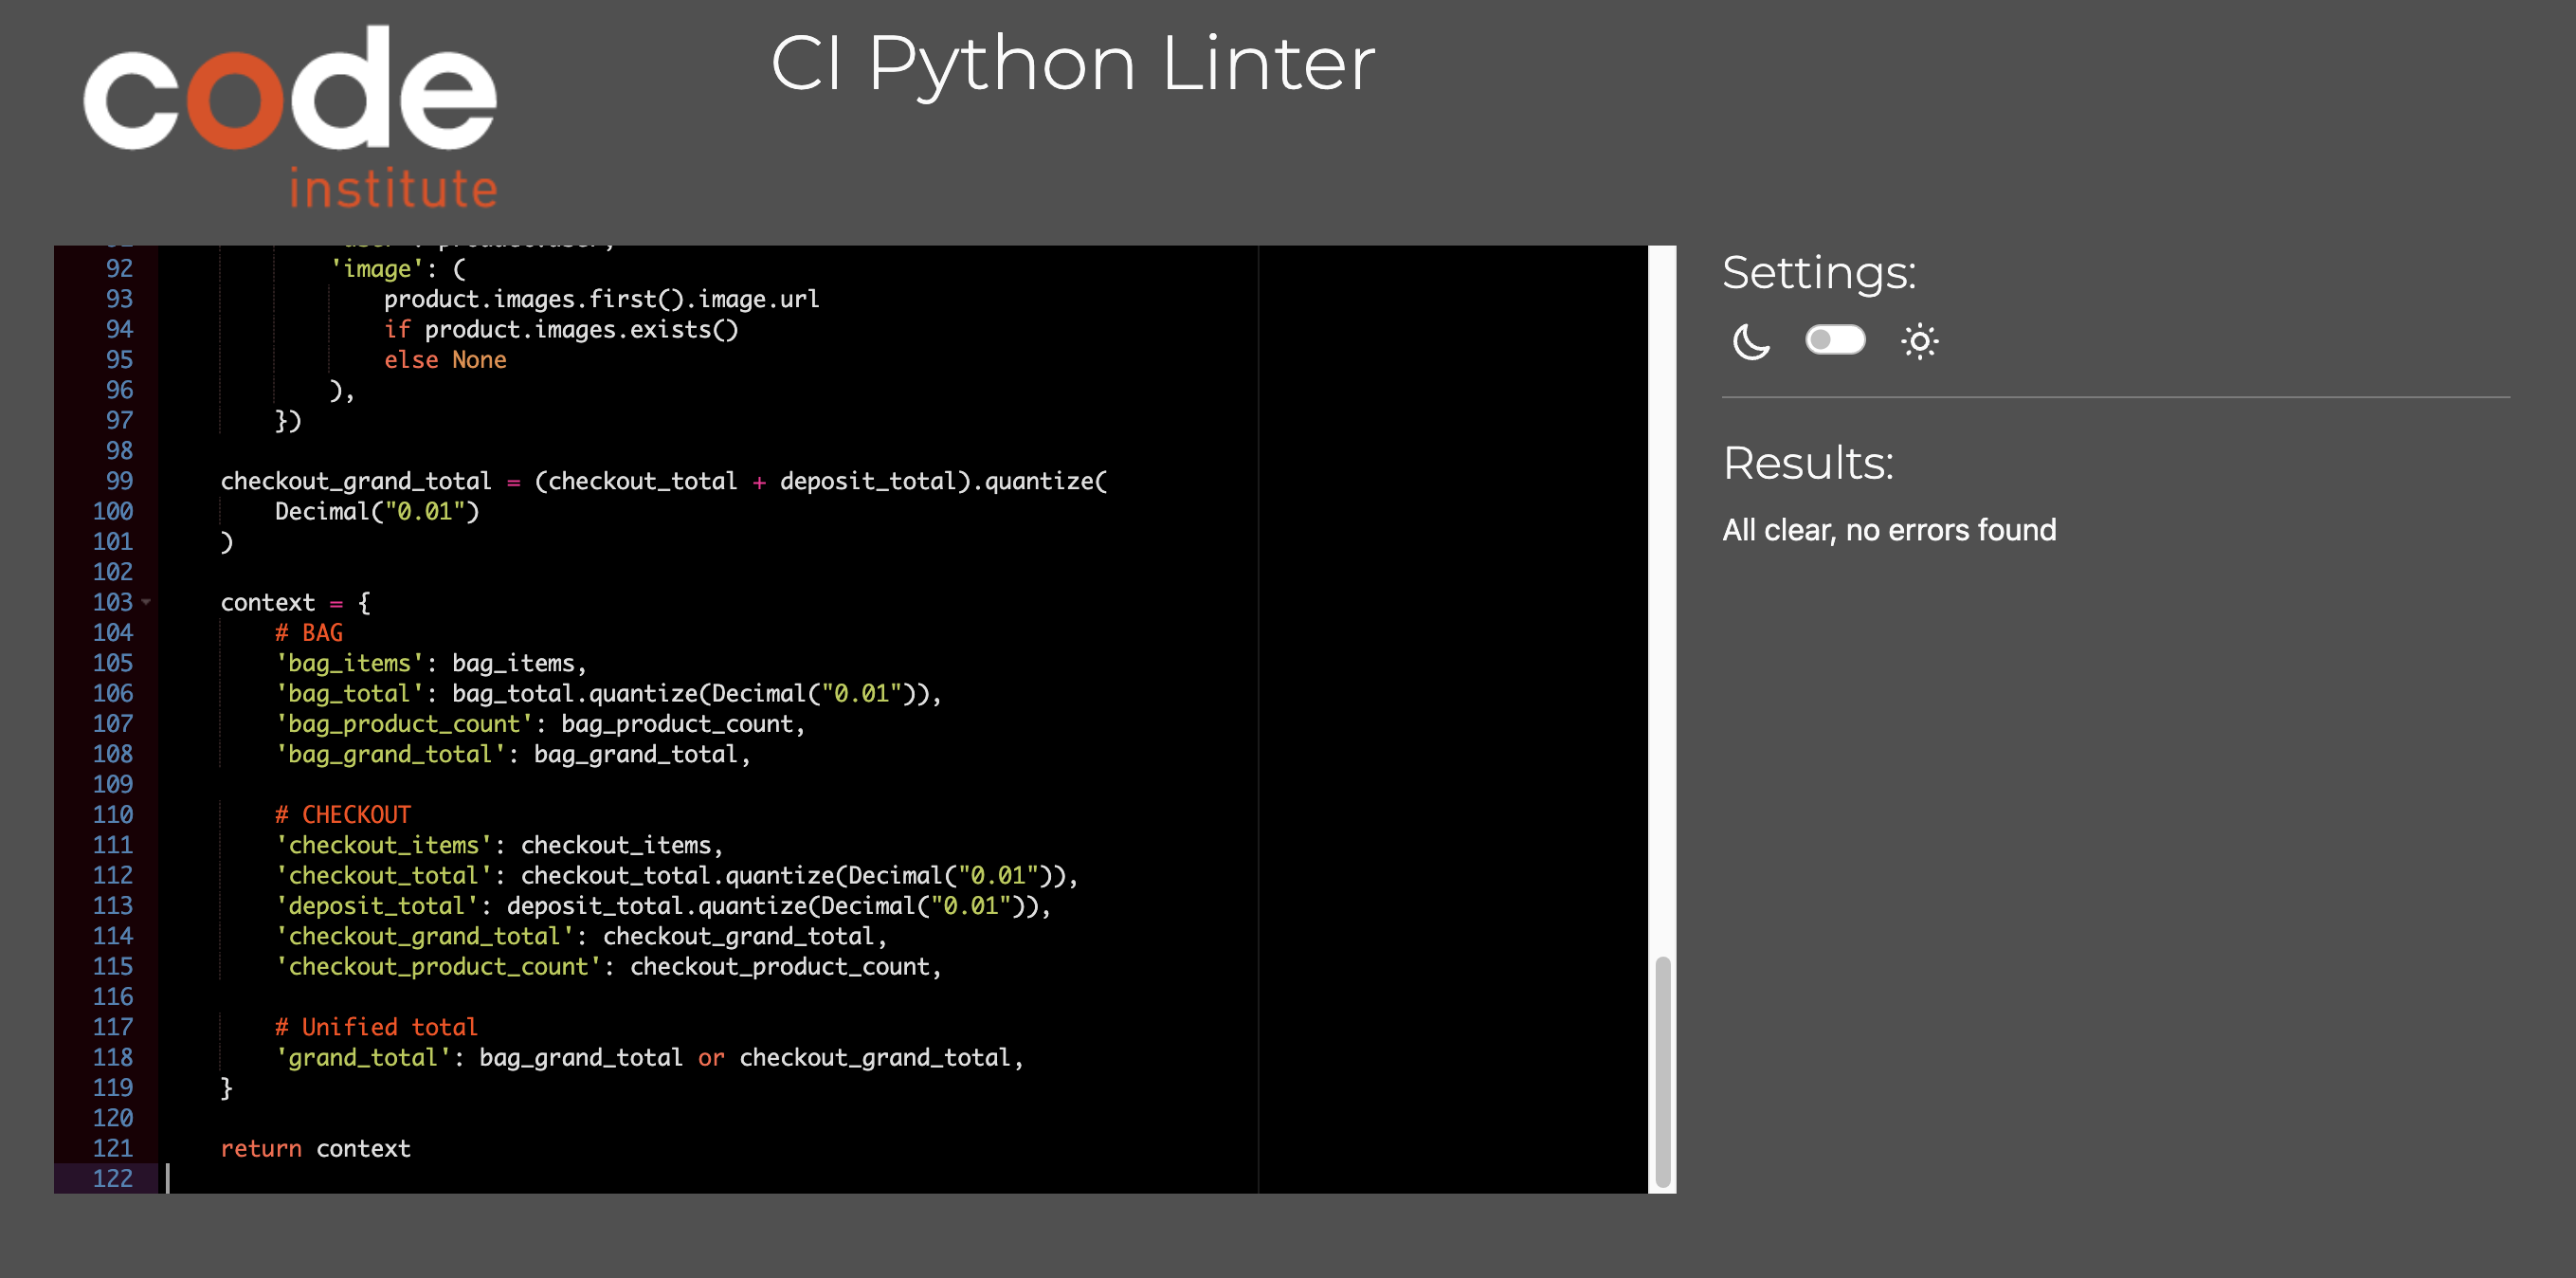 code
institute
CI Python Linter
92 'image': (
93 product.images.first().image.url
94 if product.images.exists()
95 else None
96 ),
97 })
98
99 checkout_grand_total = (checkout_total + deposit_total).quantize(
100 Decimal("0.01")
101 )
102
103 context = {
104 # BAG
105 'bag_items': bag_items,
106 'bag_total': bag_total.quantize(Decimal("0.01")),
107 'bag_product_count': bag_product_count,
108 'bag_grand_total': bag_grand_total,
109
110 # CHECKOUT
111 'checkout_items': checkout_items,
112 'checkout_total': checkout_total.quantize(Decimal("0.01")),
113 'deposit_total': deposit_total.quantize(Decimal("0.01")),
114 'checkout_grand_total': checkout_grand_total,
115 'checkout_product_count': checkout_product_count,
116
117 # Unified total
118 'grand_total': bag_grand_total or checkout_grand_total,
119 }
120
121 return context
122
Settings:
Results:
All clear, no errors found